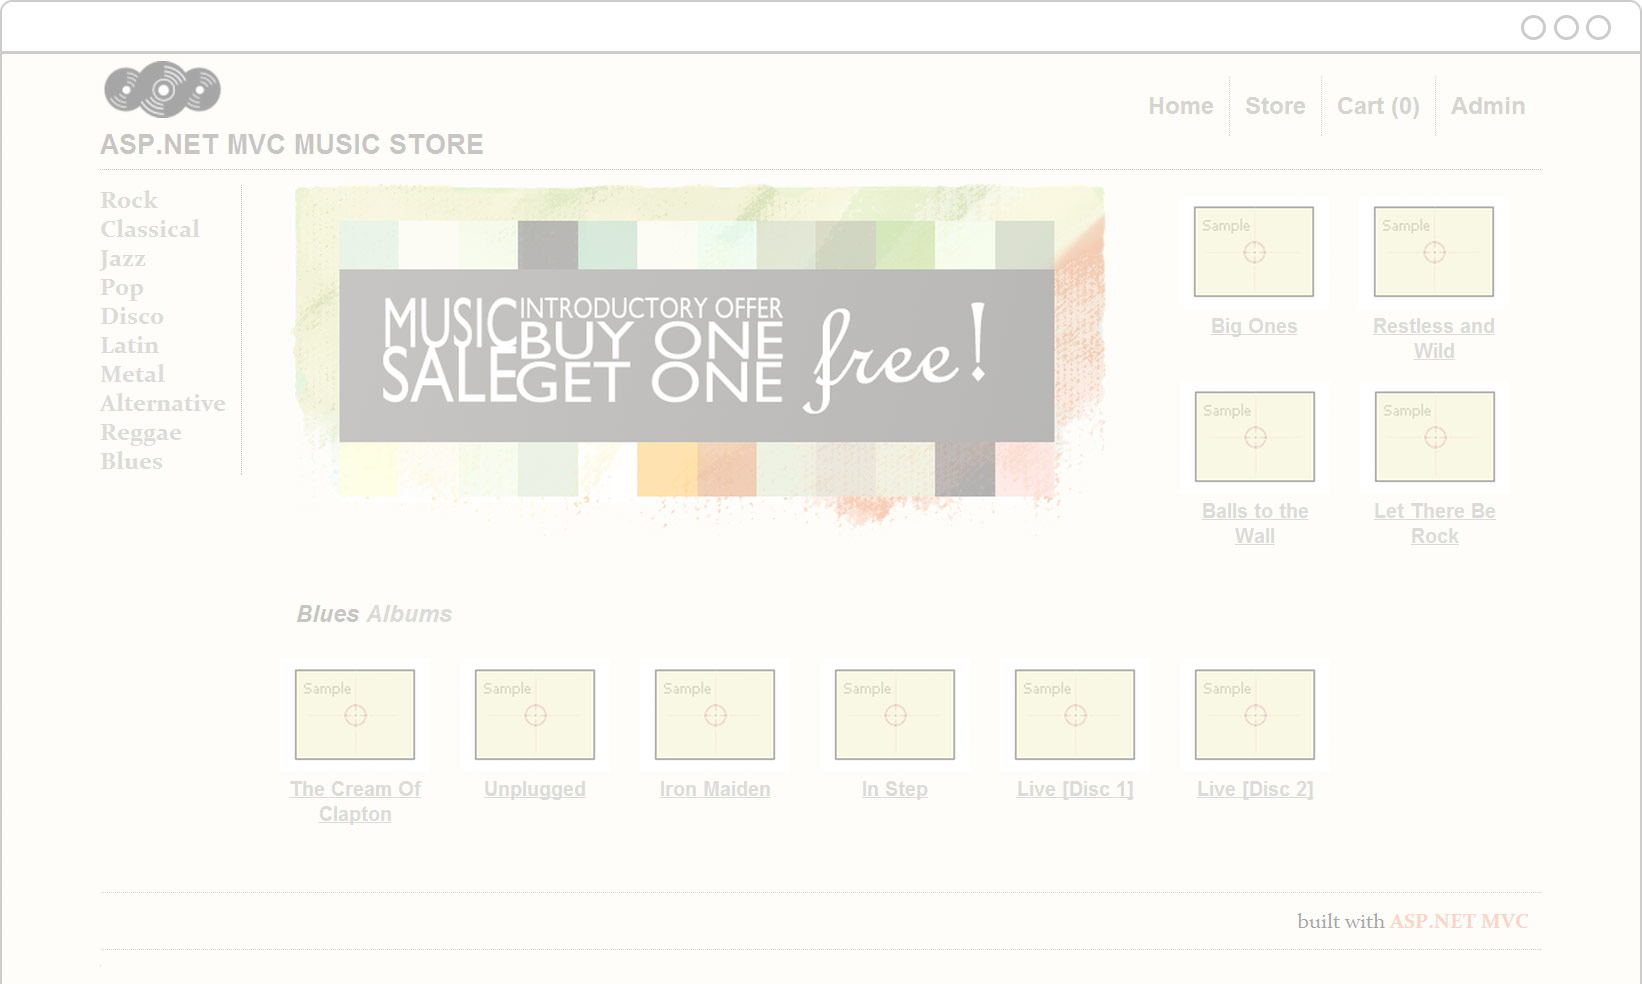 Home
Store
Cart (0)
Admin
ASP.NET MVC MUSIC STORE
Rock
Classical
Jazz
Pop
Disco
Latin
Metal
Alternative
Reggae
Blues
MUSIC
SALE
INTRODUCTORY OFFER
BUY ONE
GET ONE
free!
Sample
Big Ones
Sample
Restless and
Wild
Sample
Balls to the
Wall
Sample
Let There Be
Rock
Blues Albums
Sample
The Cream Of
Clapton
Sample
Unplugged
Sample
Iron Maiden
Sample
In Step
Sample
Live [Disc 1]
Sample
Live [Disc 2]
built with ASP.NET MVC